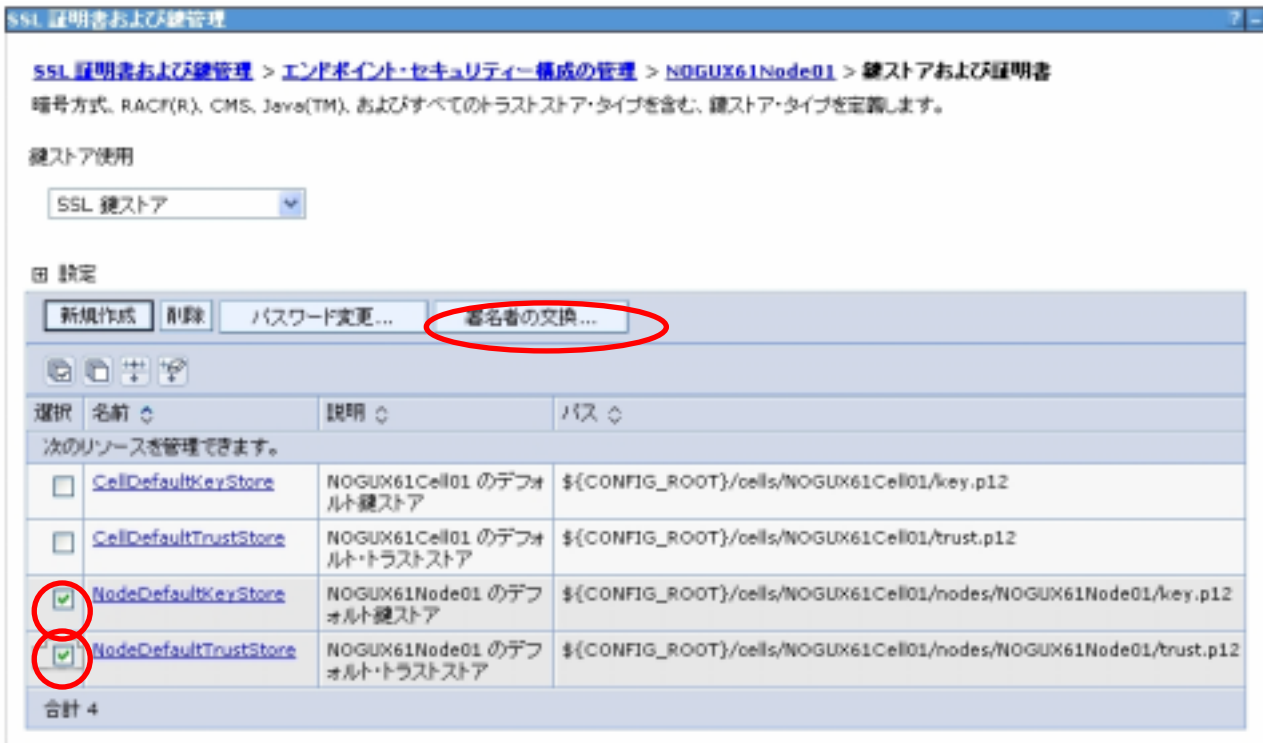 SSL 証明書および鍵管理
? -
SSL 証明書および鍵管理 > エンドポイント・セキュリティー構成の管理 > NOGUX61Node01 > 鍵ストアおよび証明書
暗号方式、RACF(R)、CMS、Java(TM)、およびすべてのトラストストア・タイプを含む、鍵ストア・タイプを定義します。
鍵ストア使用
SSL 鍵ストア
設定
新規作成 削除 パスワード変更... 署名者の交換...
選択 名前 説明 パス
次のリソースを管理できます。
CellDefaultKeyStore NOGUX61Cell01 のデフォ ${CONFIG_ROOT}/cells/NOGUX61Cell01/key.p12
ルト鍵ストア
CellDefaultTrustStore NOGUX61Cell01 のデフォ ${CONFIG_ROOT}/cells/NOGUX61Cell01/trust.p12
ルト・トラストストア
NodeDefaultKeyStore NOGUX61Node01 のデフ ${CONFIG_ROOT}/cells/NOGUX61Cell01/nodes/NOGUX61Node01/key.p12
ォルト鍵ストア
NodeDefaultTrustStore NOGUX61Node01 のデフ ${CONFIG_ROOT}/cells/NOGUX61Cell01/nodes/NOGUX61Node01/trust.p12
ォルト・トラストストア
合計 4